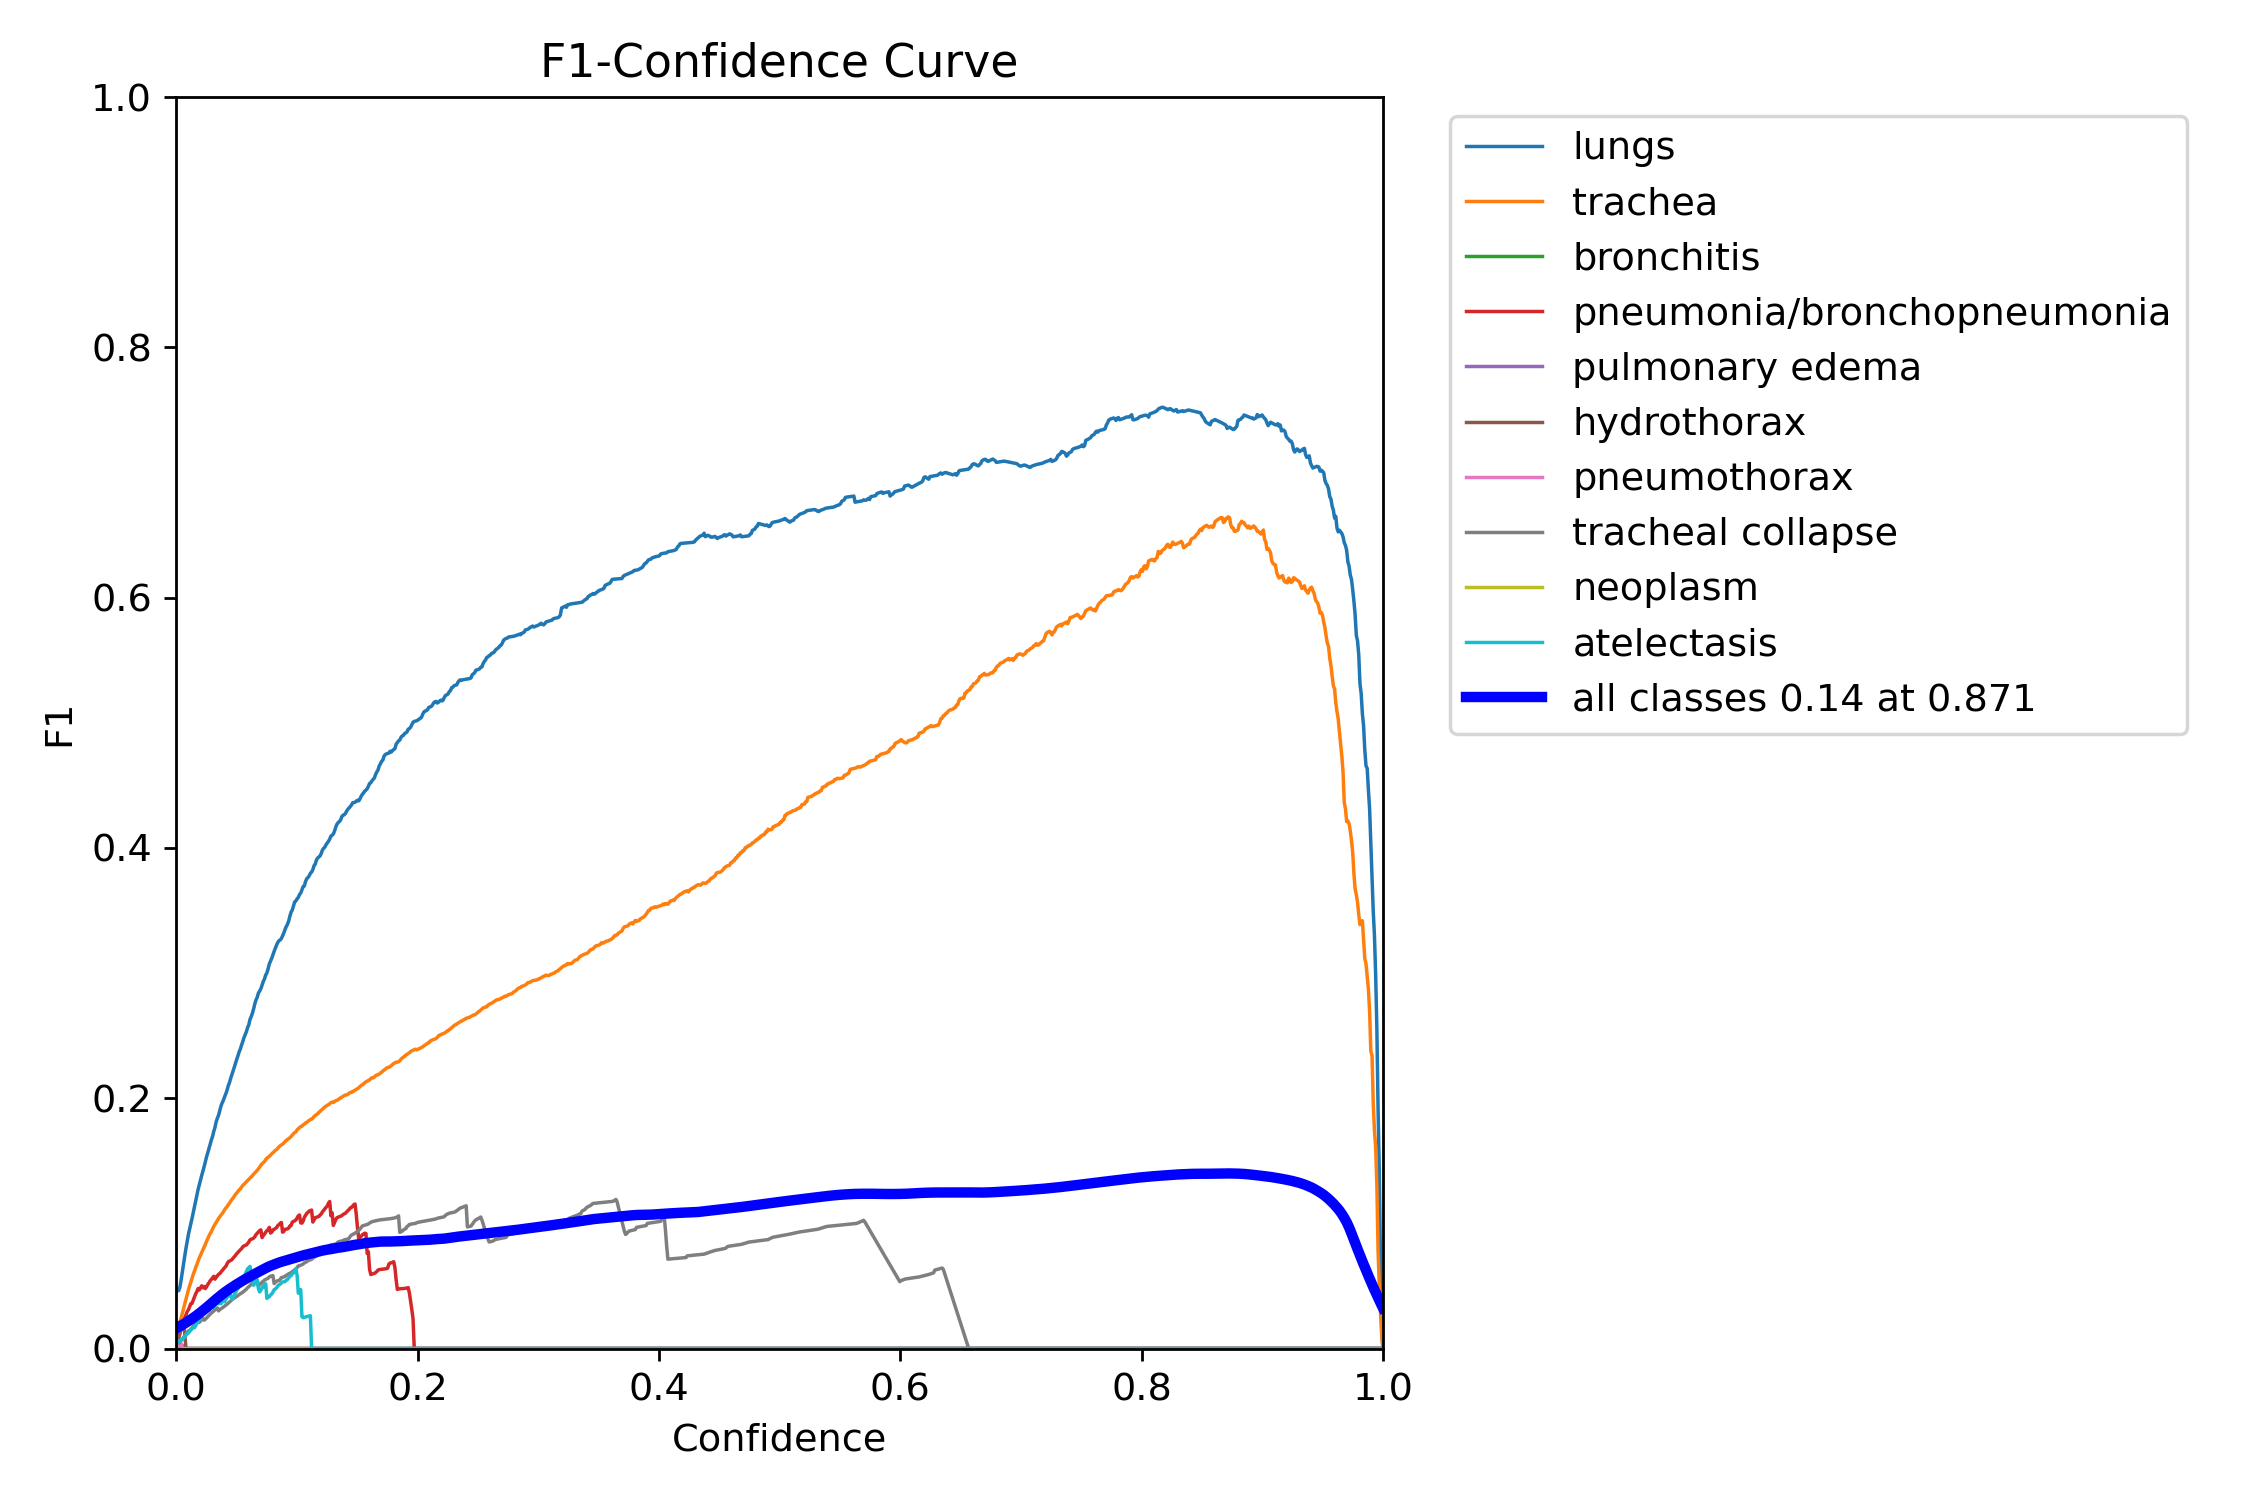 F1-Confidence Curve
1.0
0.8
0.6
0.4
0.2
0.0
F1
0.0 0.2 0.4 0.6 0.8 1.0
Confidence
lungs
trachea
bronchitis
pneumonia/bronchopneumonia
pulmonary edema
hydrothorax
pneumothorax
tracheal collapse
neoplasm
atelectasis
all classes 0.14 at 0.871